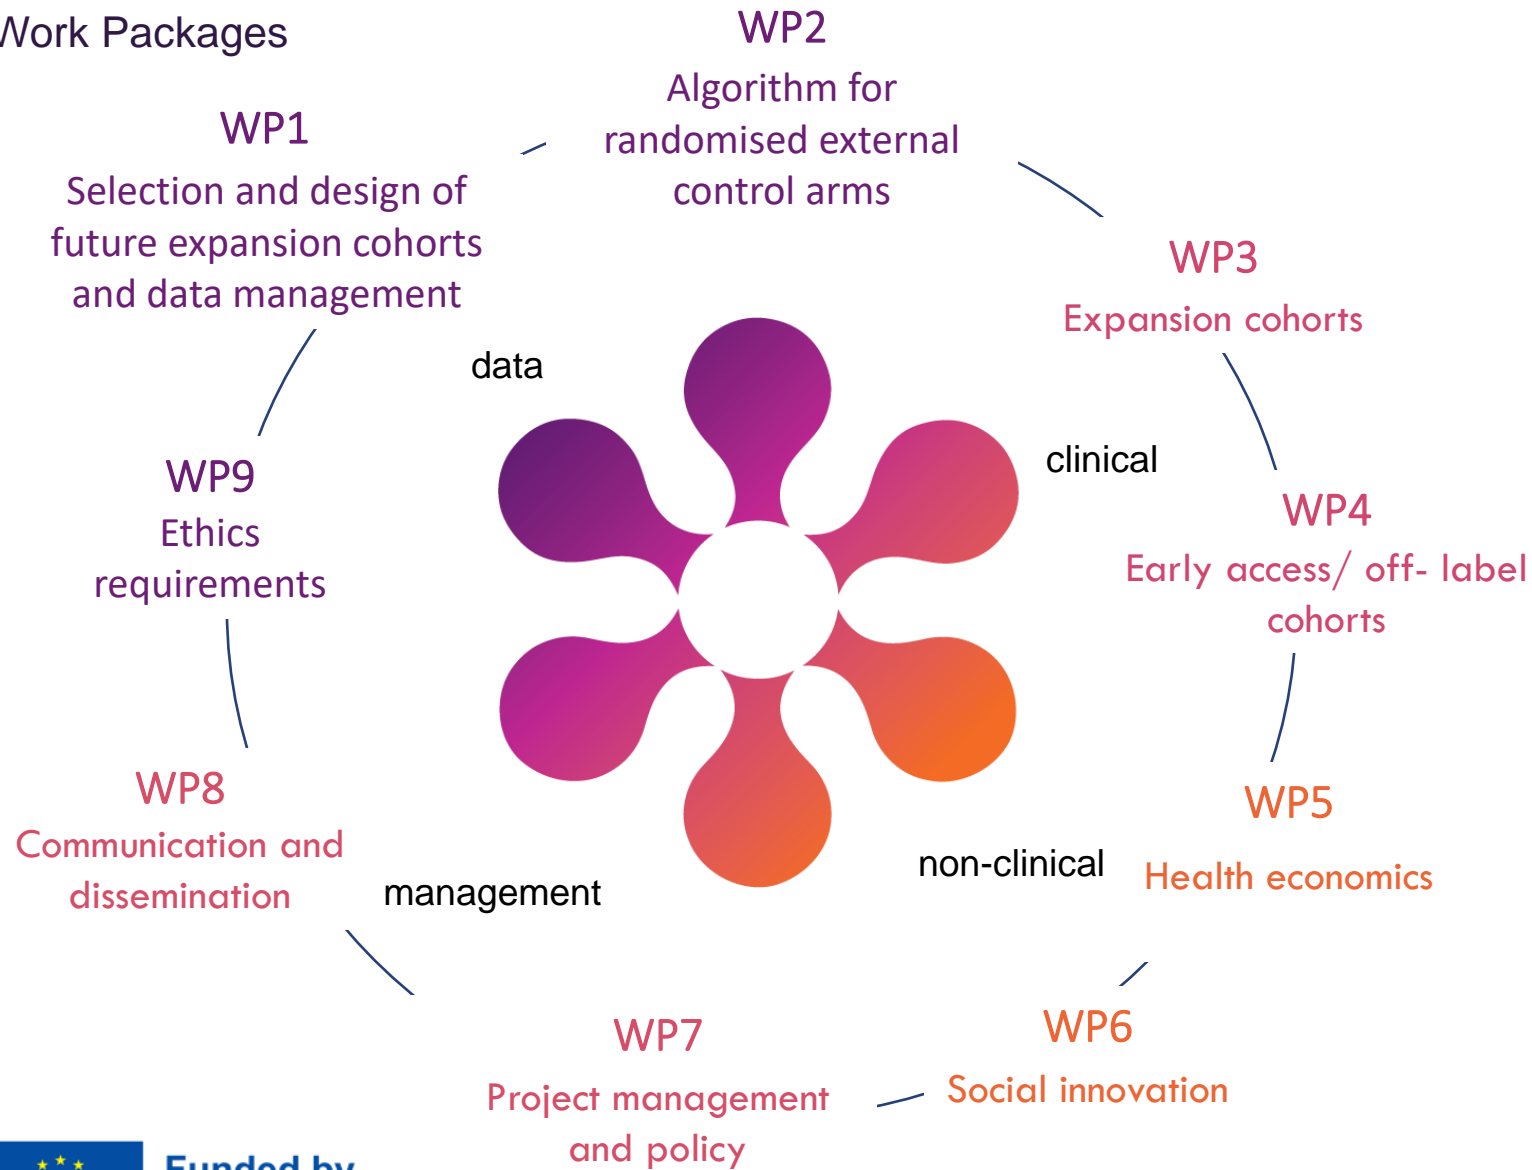 Work Packages
WP2
Algorithm for
randomised external
control arms
WP1
Selection and design of
future expansion cohorts
and data management
WP3
Expansion cohorts
data
clinical
WP9
Ethics
requirements
WP4
Early access/ off- label
cohorts
WP8
Communication and
dissemination
WP5
Health economics
non-clinical
management
WP7
Project management
and policy
WP6
Social innovation
Funded by